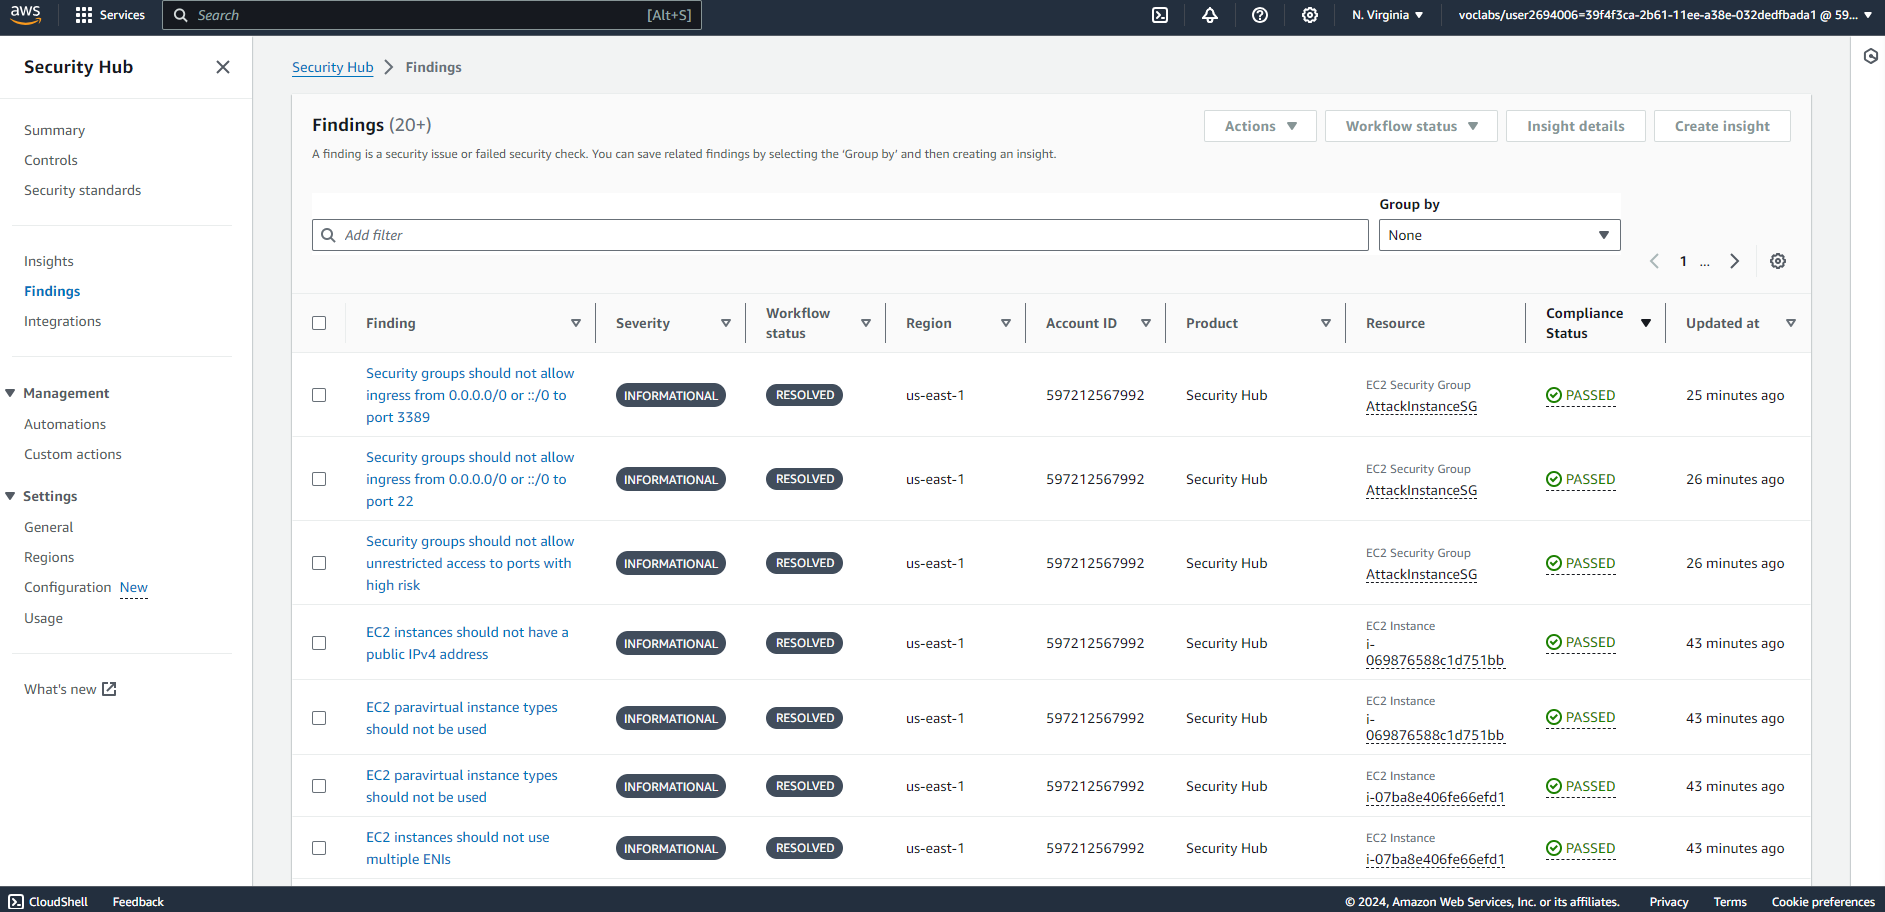 aws
Services
Search
[Alt+S]
N. Virginia
voclabs/user2694006=39f4f3ca-2b61-11ee-a38e-032dedfbada1 @ 59...
Security Hub
Summary
Controls
Security standards
Insights
Findings
Integrations
Management
Automations
Custom actions
Settings
General
Regions
Configuration New
Usage
What's new
Security Hub
Findings
Findings (20+)
Actions
Workflow status
Insight details
Create insight
A finding is a security issue or failed security check. You can save related findings by selecting the 'Group by' and then creating an insight.
Group by
Add filter
None
1 ...
Finding
Severity
Workflow
status
Region
Account ID
Product
Resource
Compliance
Status
Updated at
Security groups should not allow
ingress from 0.0.0.0/0 or ::/0 to
port 3389
INFORMATIONAL
RESOLVED
us-east-1
597212567992
Security Hub
EC2 Security Group
AttackInstanceSG
PASSED
25 minutes ago
Security groups should not allow
ingress from 0.0.0.0/0 or ::/0 to
port 22
INFORMATIONAL
RESOLVED
us-east-1
597212567992
Security Hub
EC2 Security Group
AttackInstanceSG
PASSED
26 minutes ago
Security groups should not allow
unrestricted access to ports with
high risk
INFORMATIONAL
RESOLVED
us-east-1
597212567992
Security Hub
EC2 Security Group
AttackInstanceSG
PASSED
26 minutes ago
EC2 instances should not have a
public IPv4 address
INFORMATIONAL
RESOLVED
us-east-1
597212567992
Security Hub
EC2 Instance
i-
069876588c1d751bb
PASSED
43 minutes ago
EC2 paravirtual instance types
should not be used
INFORMATIONAL
RESOLVED
us-east-1
597212567992
Security Hub
EC2 Instance
i-
069876588c1d751bb
PASSED
43 minutes ago
EC2 paravirtual instance types
should not be used
INFORMATIONAL
RESOLVED
us-east-1
597212567992
Security Hub
EC2 Instance
i-07ba8e406fe66efd1
PASSED
43 minutes ago
EC2 instances should not use
multiple ENIs
INFORMATIONAL
RESOLVED
us-east-1
597212567992
Security Hub
EC2 Instance
i-07ba8e406fe66efd1
PASSED
43 minutes ago
CloudShell
Feedback
© 2024, Amazon Web Services, Inc. or its affiliates.
Privacy
Terms
Cookie preferences